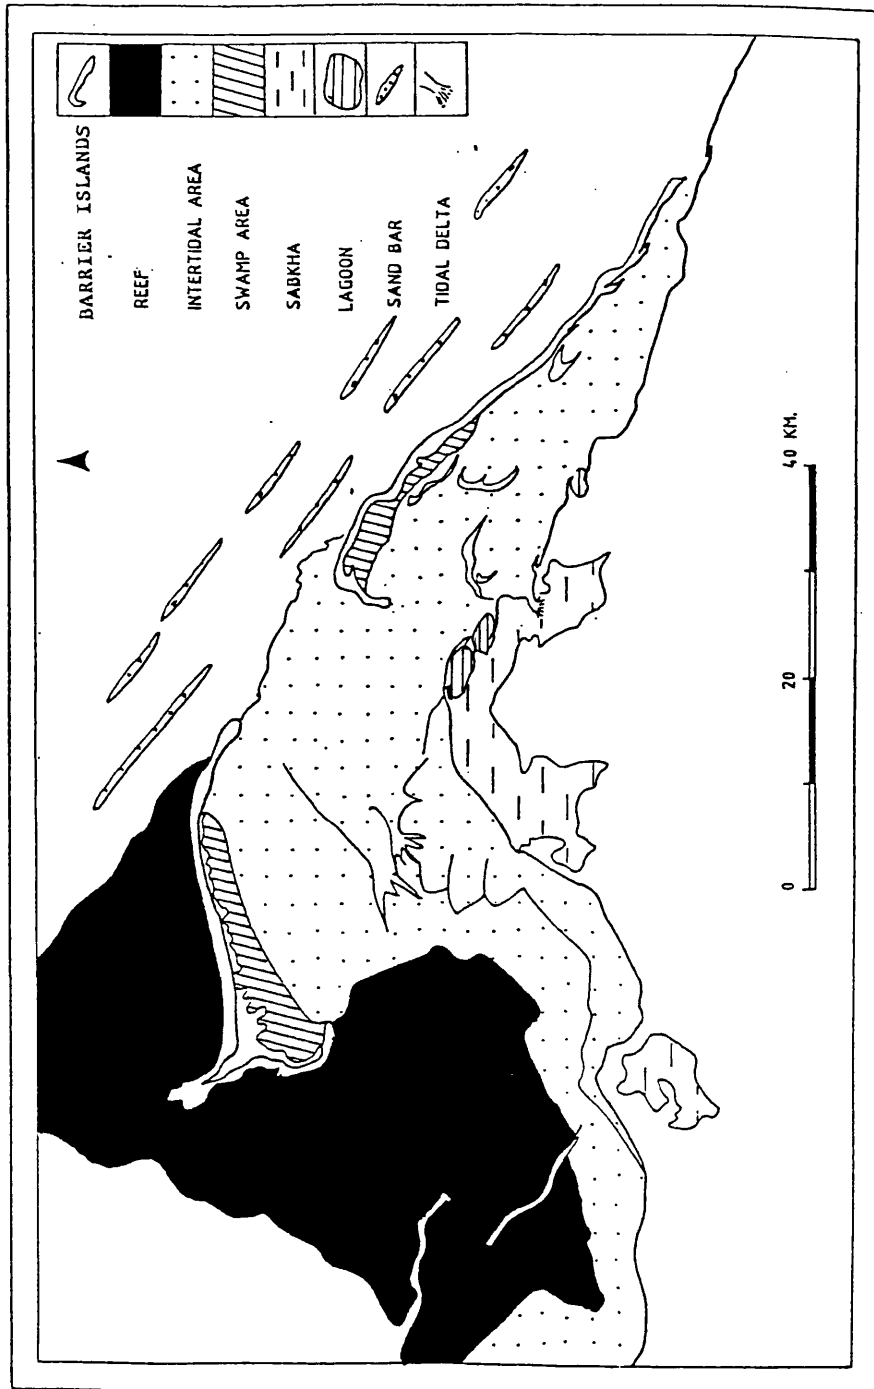 BARRIER ISLANDS
REEF
INTERTIDAL AREA
SWAMP AREA
SABKHA
LAGOON
SAND BAR
TIDAL DELTA
0 20 40 KM.